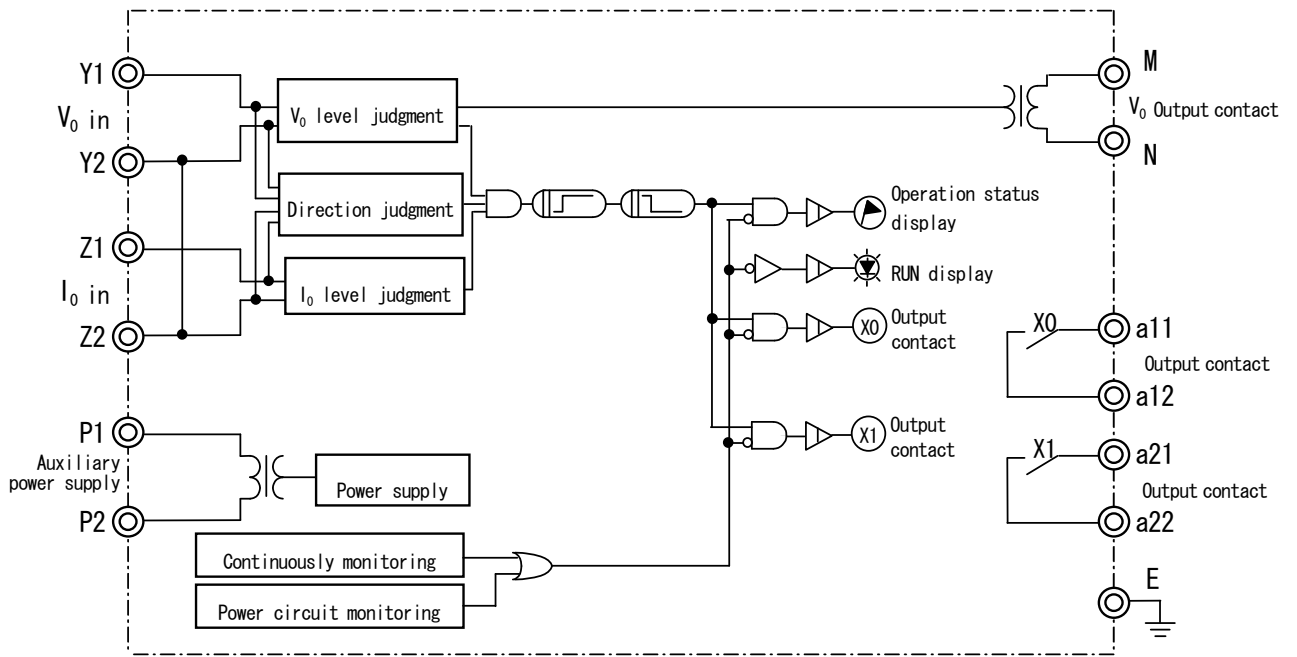 Y1
V₀ in
Y2
Z1
I₀ in
Z2
P1
Auxiliary
power supply
P2
V₀ level judgment
Direction judgment
I₀ level judgment
Power supply
Continuously monitoring
Power circuit monitoring
Operation status
display
RUN display
X0
Output
contact
X1
Output
contact
M
V₀ Output contact
N
X0
a11
Output contact
a12
X1
a21
Output contact
a22
E